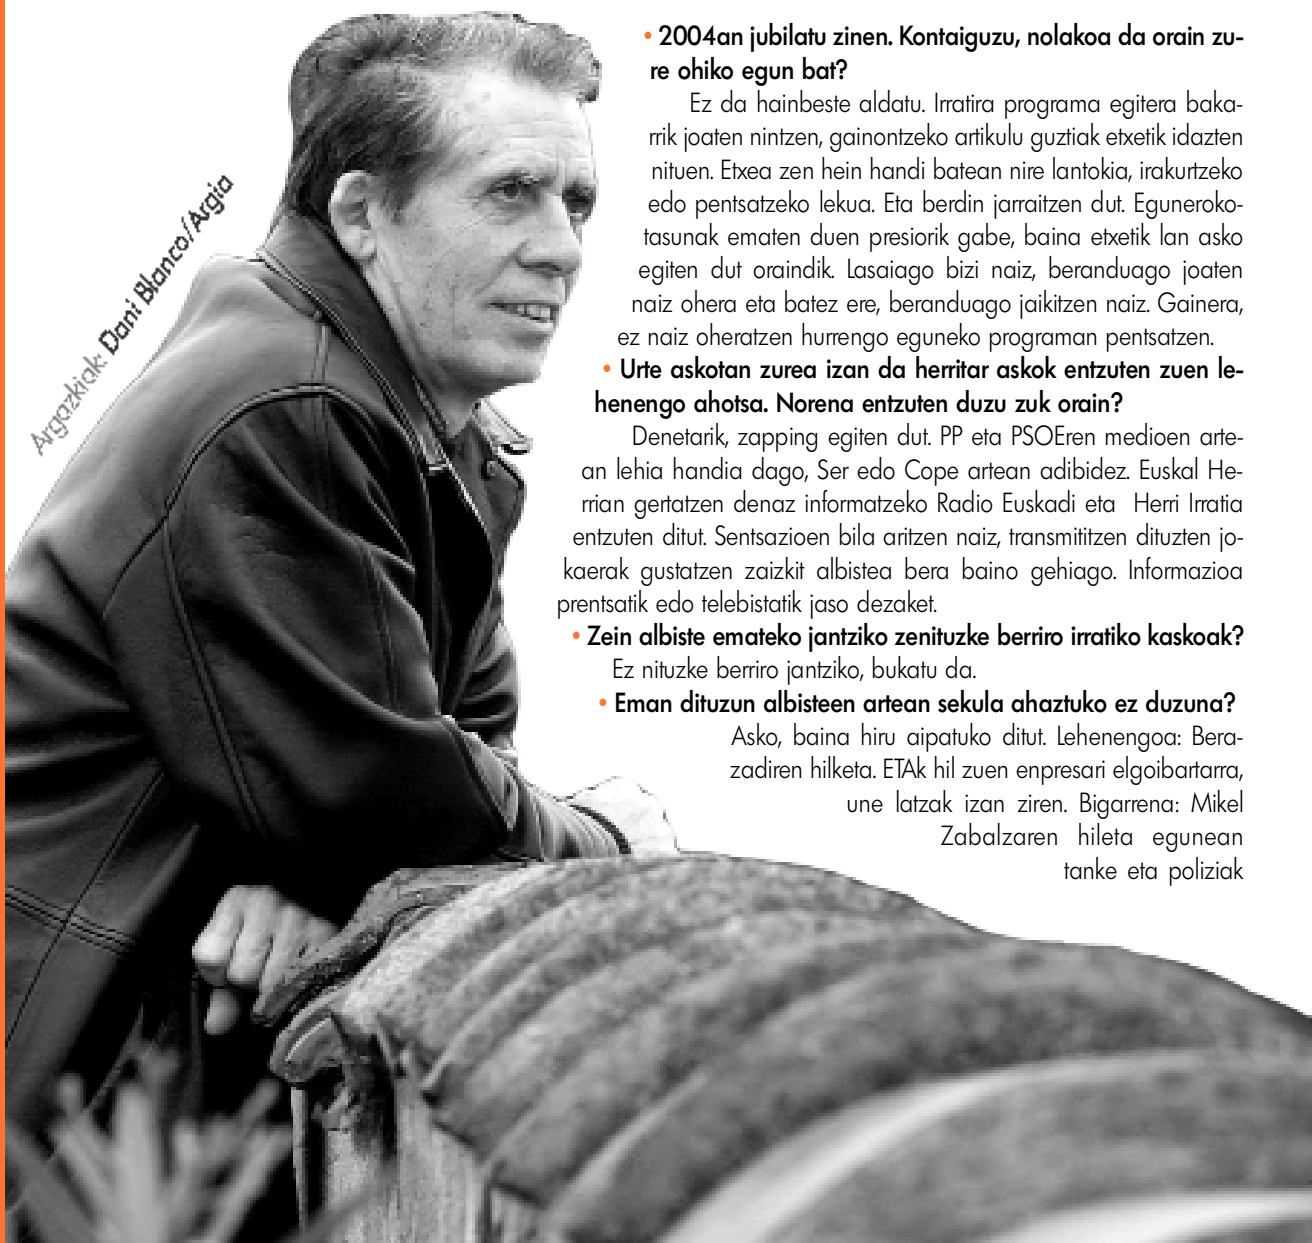 • 2004an jubilatu zinen. Kontaiguzu, nolakoa da orain zu-
re ohiko egun bat?
Ez da hainbeste aldatu. Irratira programa egitera baka-
rrik joaten nintzen, gainontzeko artikulu guztiak etxetik idazten
nituen. Etxea zen hein handi batean nire lantokia, irakurtzeko
edo pentsatzeko lekua. Eta berdin jarraitzen dut. Eguneroko-
tasunak ematen duen presiorik gabe, baina etxetik lan asko
egiten dut oraindik. Lasaiago bizi naiz, beranduago joaten
naiz ohera eta batez ere, beranduago jaikitzen naiz. Gainera,
ez naiz oheratzen hurrengo eguneko programan pentsatzen.
• Urte askotan zurea izan da herritar askok entzuten zuen le-
henengo ahotsa. Norena entzuten duzu zuk orain?
Denetarik, zapping egiten dut. PP eta PSOEren medioen arte-
an lehia handia dago, Ser edo Cope artean adibidez. Euskal He-
rrian gertatzen denaz informatzeko Radio Euskadi eta Herri Irratia
entzuten ditut. Sentsazioen bila aritzen naiz, transmititzen dituzten jo-
kaerak gustatzen zaizkit albistea bera baino gehiago. Informazioa
prentsatik edo telebistatik jaso dezaket.
• Zein albiste emateko jantziko zenituzke berriro irratiko kaskoak?
Ez nituzke berriro jantziko, bukatu da.
• Eman dituzun albisteen artean sekula ahaztuko ez duzuna?
Asko, baina hiru aipatuko ditut. Lehenengoa: Bera-
zadiren hilketa. ETAk hil zuen enpresari elgoibartarra,
une latzak izan ziren. Bigarrena: Mikel
Zabalzaren hileta egunean
tanke eta poliziak
Argazkiak: Dani Blanco/Argia